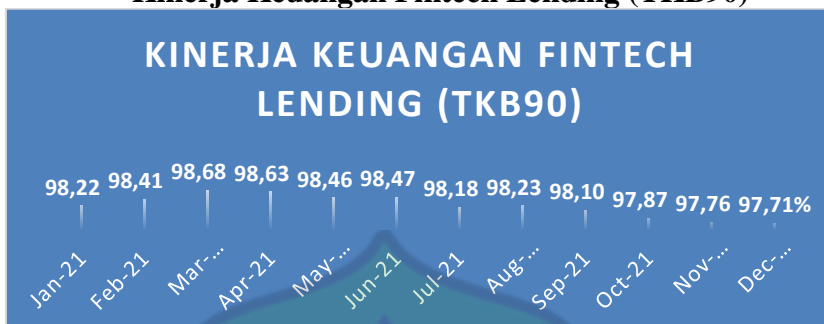 Kinerja Keuangan Fintech Lending (TKB90)
KINERJA KEUANGAN FINTECH
LENDING (TKB90)
98,22 98,41 98,68 98,63 98,46 98,47 98,18 98,23 98,10 97,87 97,76 97,71%
Jan-21 Feb-21 Mar-... Apr-21 May-... Jun-21 Jul-21 Aug-... Sep-21 Oct-21 Nov-... Dec-...